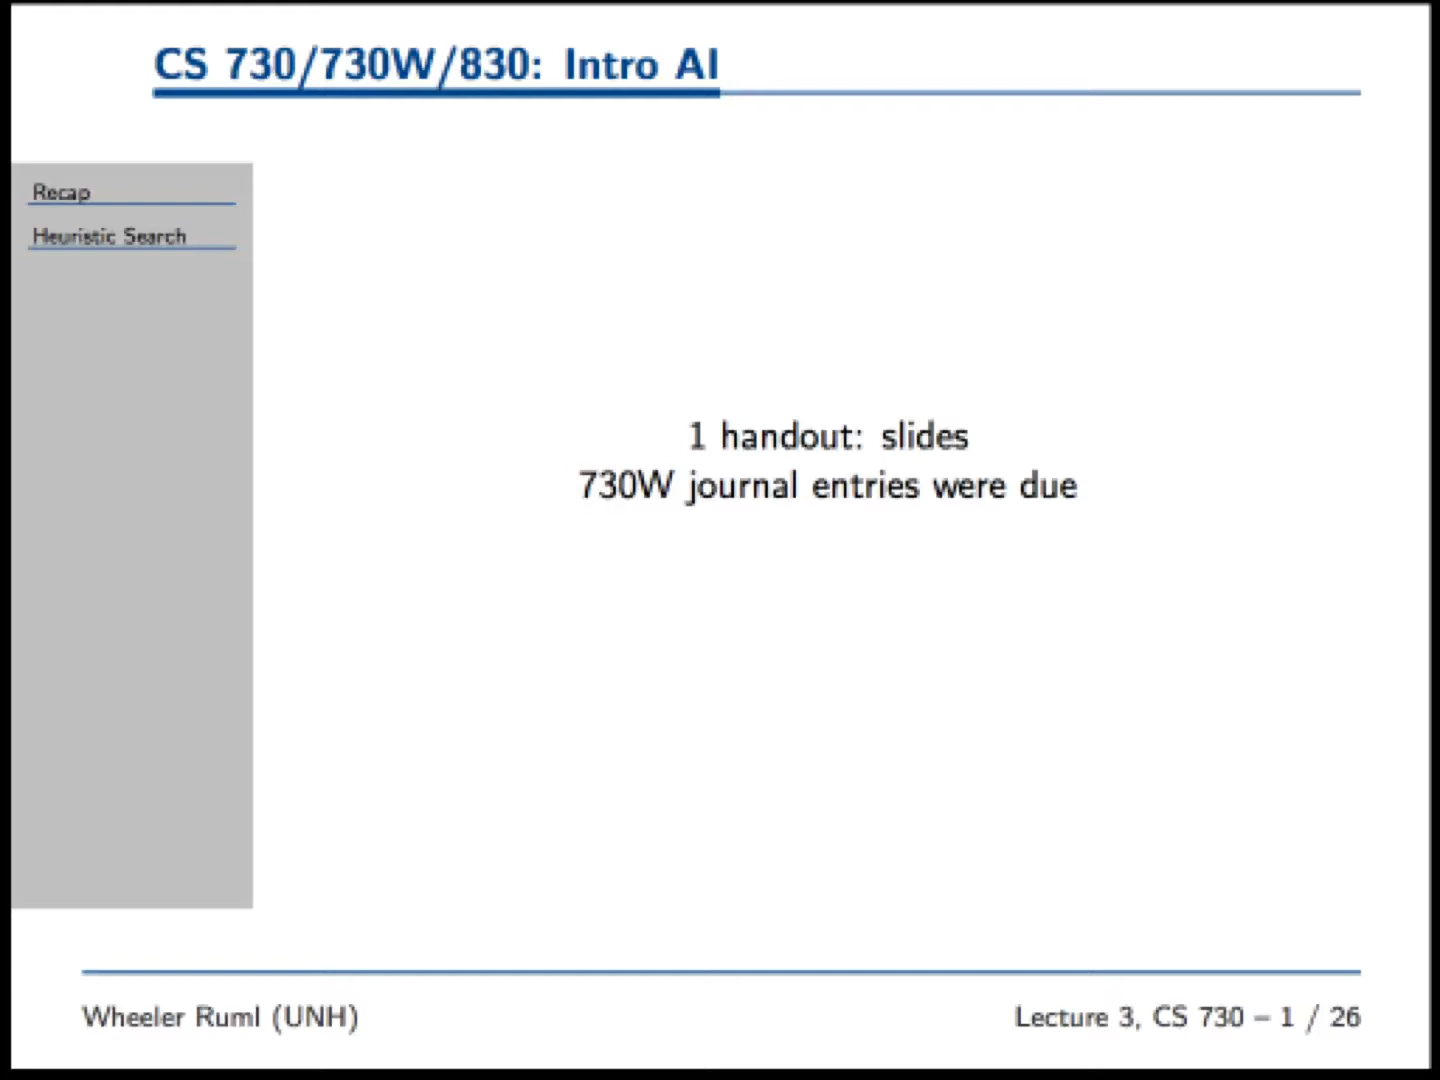 CS 730/730W/830: Intro AI
Recap
Heuristic Search
1 handout: slides
730W journal entries were due
Wheeler Ruml (UNH)
Lecture 3, CS 730 – 1 / 26